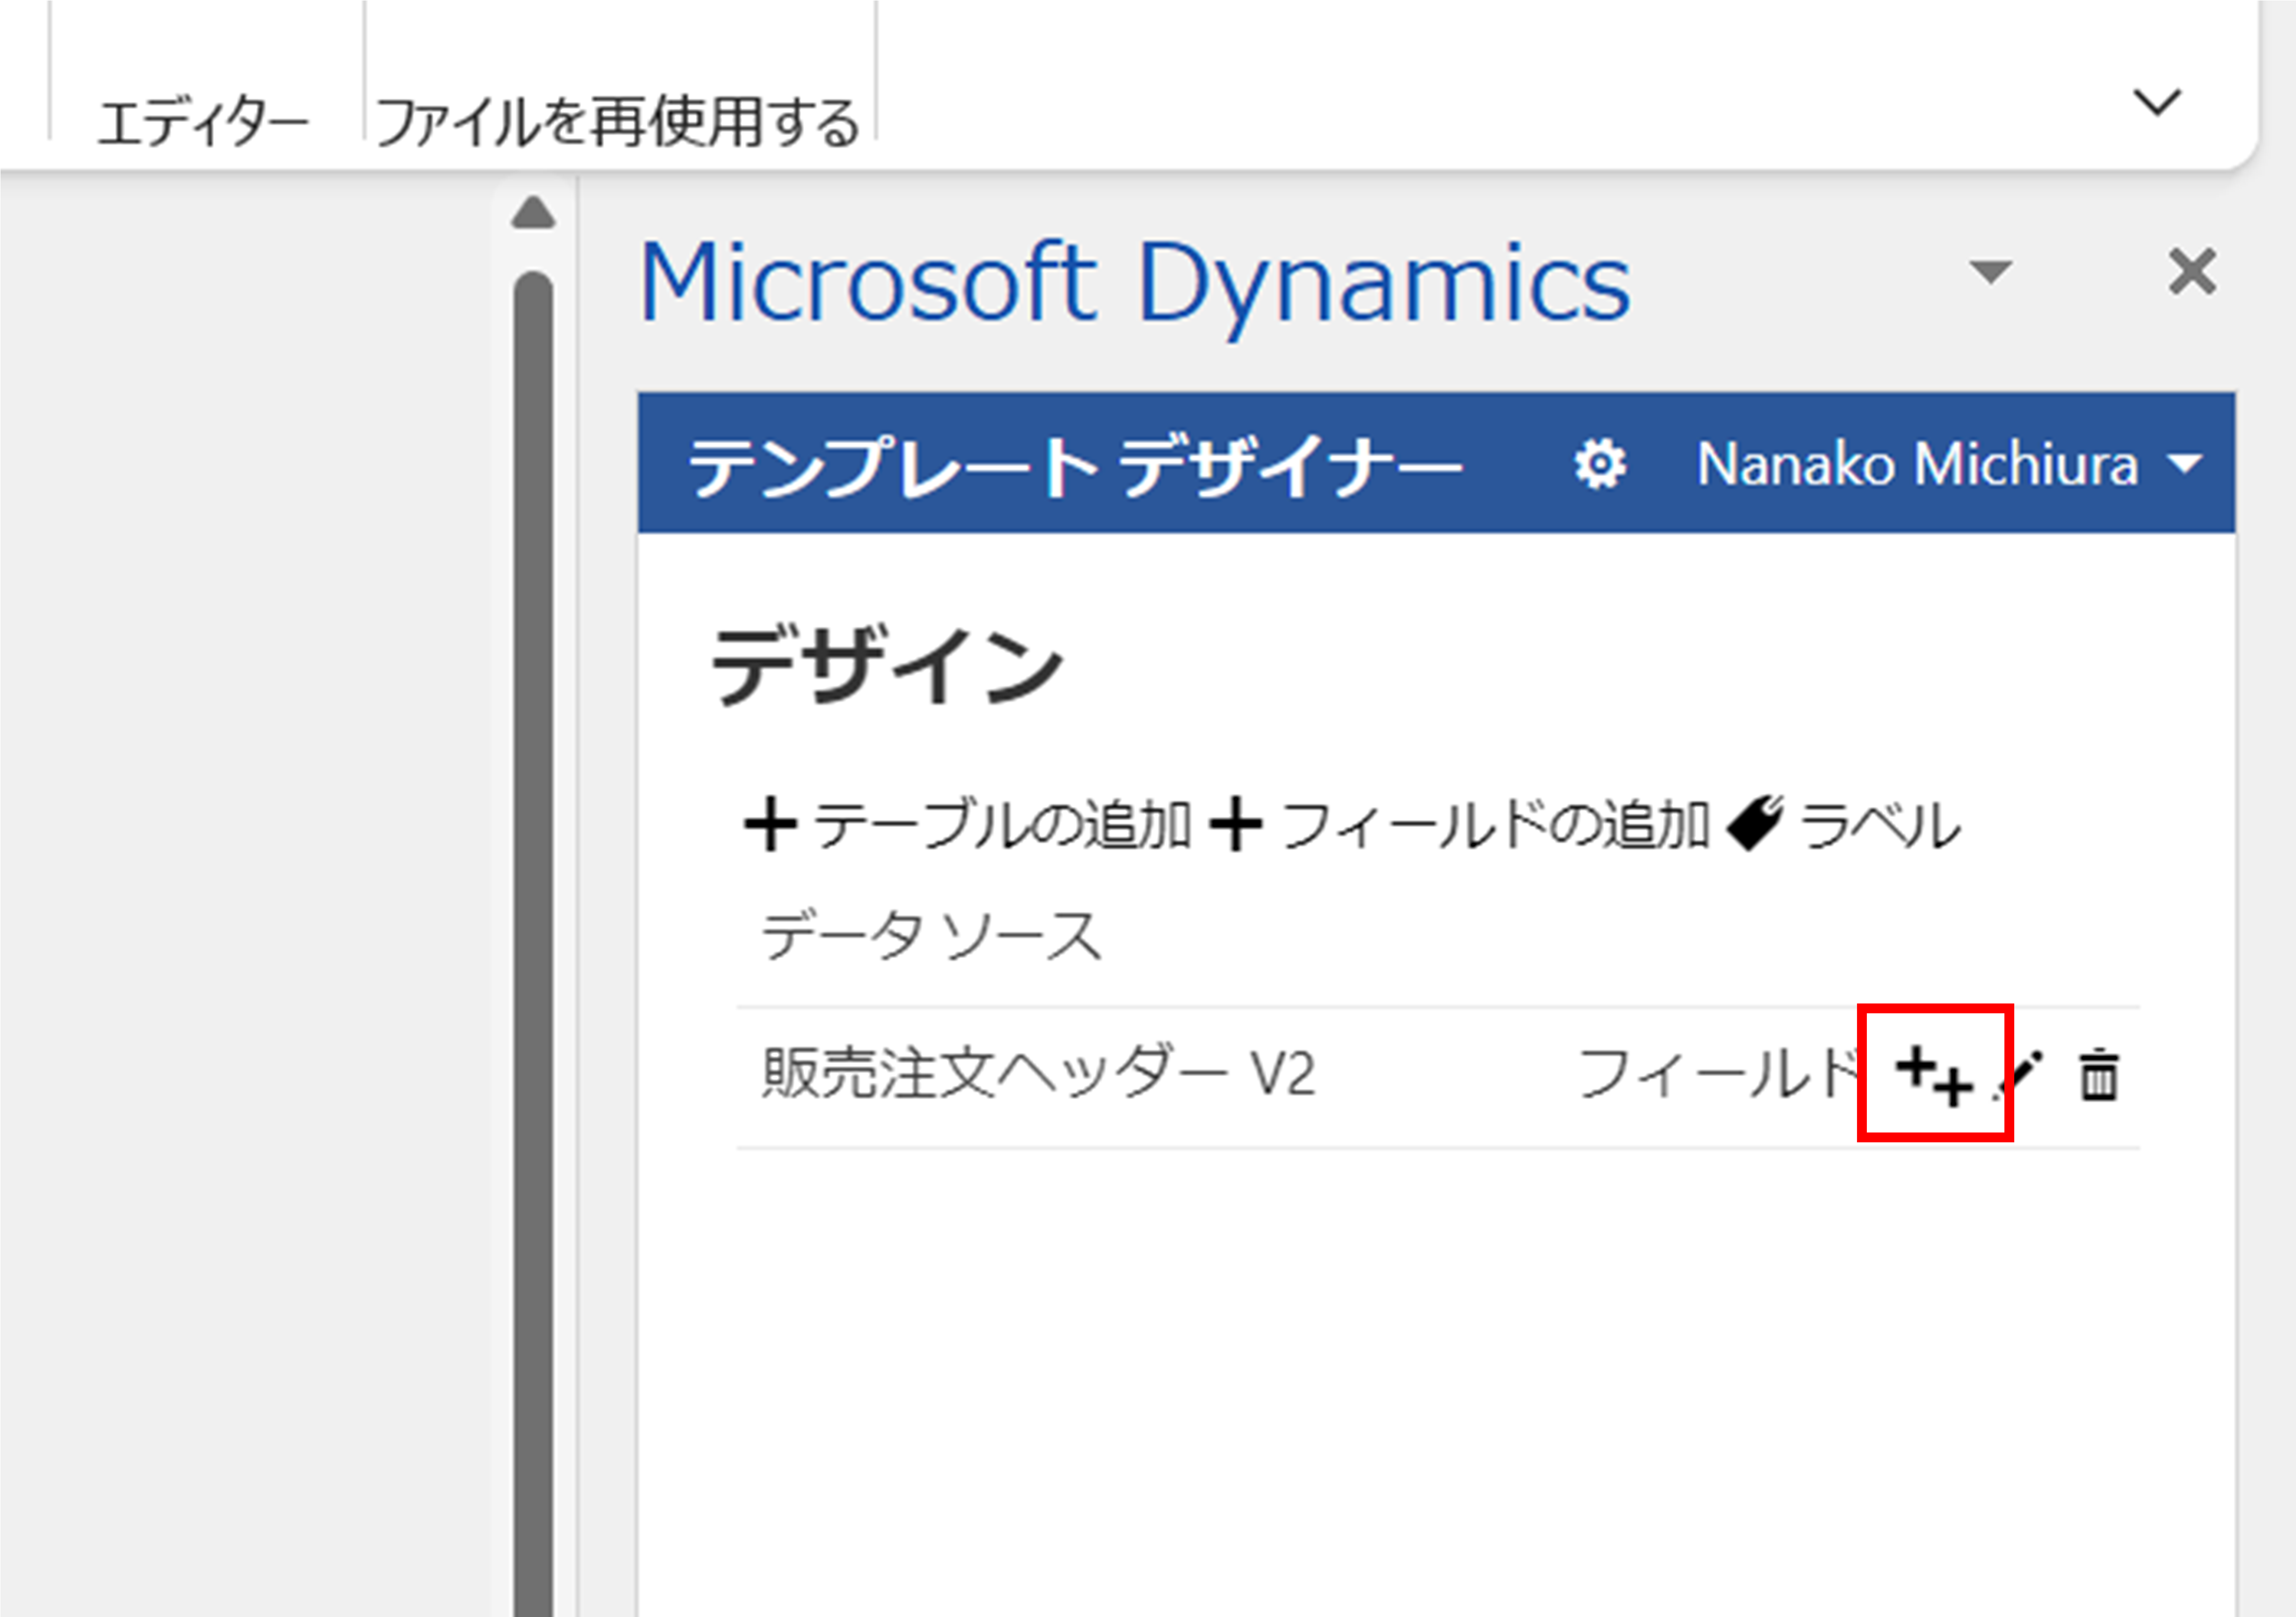 エディター ファイルを再使用する
Microsoft Dynamics
テンプレート デザイナー Nanako Michiura
デザイン
テーブルの追加 フィールドの追加 ラベル
データ ソース
販売注文ヘッダー V2 フィールド